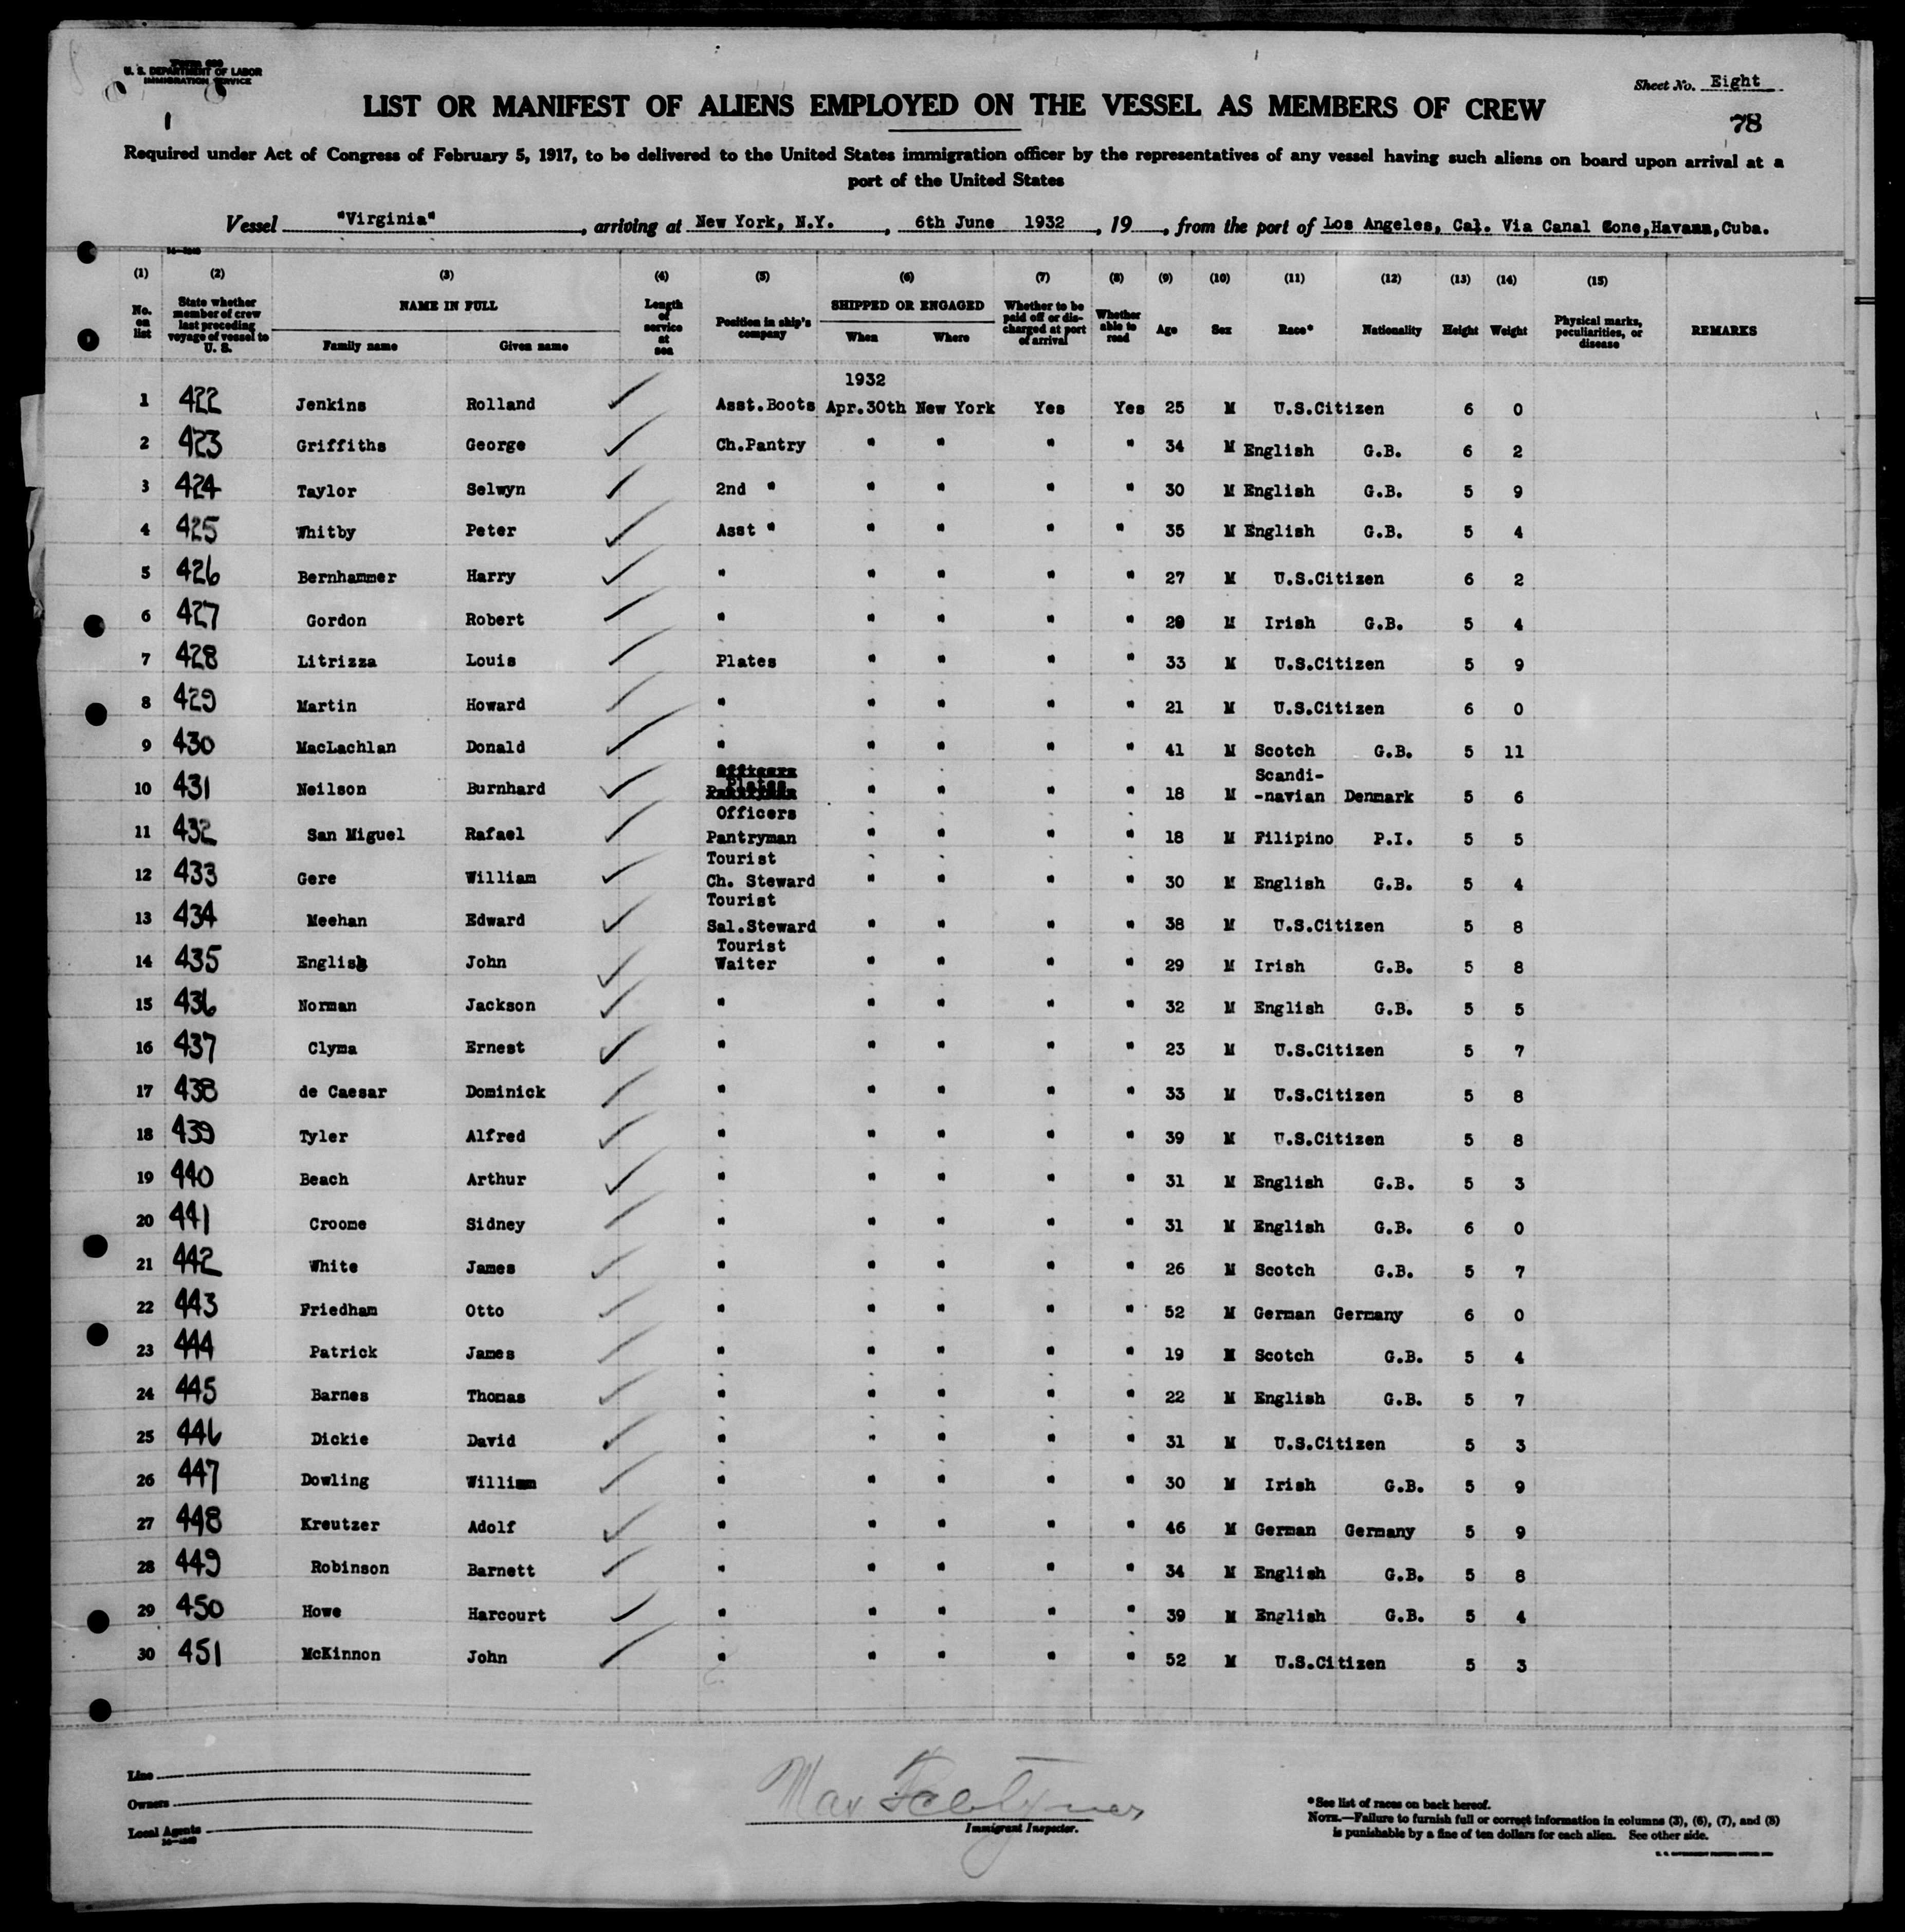 U. S. DEPARTMENT OF LABOR
IMMIGRATION SERVICE
Sheet No. Eight
78
LIST OR MANIFEST OF ALIENS EMPLOYED ON THE VESSEL AS MEMBERS OF CREW
Required under Act of Congress of February 5, 1917, to be delivered to the United States immigration officer by the representatives of any vessel having such aliens on board upon arrival at a
port of the United States
Vessel "Virginia", arriving at New York, N.Y., 6th June 1932, 19, from the port of Los Angeles, Cal. Via Canal Zone, Havana, Cuba.
(1) (2) (3) (4) (5) (6) (7) (8) (9) (10) (11) (12) (13) (14) (15)
No. on list | State whether member of crew last preceding voyage of vessel to U. S. | NAME IN FULL Family name Given name | Length of service at sea | Position in ship's company | SHIPPED OR ENGAGED When Where | Whether to be paid off or discharged at port of arrival | Whether able to read | Age | Sex | Race* | Nationality | Height | Weight | Physical marks, peculiarities, or disease | REMARKS
1932
1 422 Jenkins Rolland Asst.Boots Apr.30th New York Yes Yes 25 M U.S.Citizen 6 0
2 423 Griffiths George Ch.Pantry " " " " 34 M English G.B. 6 2
3 424 Taylor Selwyn 2nd " " " " " 30 M English G.B. 5 9
4 425 Whitby Peter Asst " " " " " 35 M English G.B. 5 4
5 426 Bernhammer Harry " " " " " 27 M U.S.Citizen 6 2
6 427 Gordon Robert " " " " " M Irish G.B. 5 4
7 428 Litrizza Louis Plates " " " " 33 M U.S.Citizen 5 9
8 429 Martin Howard " " " " " 21 M U.S.Citizen 6 0
9 430 MacLachlan Donald " " " " " 41 M Scotch G.B. 5 11
10 431 Neilson Burnhard Plates " " " " 18 M Scandi--navian Denmark 5 6
11 432 San Miguel Rafael Officers Pantryman " " " " 18 M Filipino P.I. 5 5
12 433 Gere William Tourist Ch. Steward " " " " 30 M English G.B. 5 4
13 434 Meehan Edward Tourist Sal.Steward " " " " 38 M U.S.Citizen 5 8
14 435 English John Tourist Waiter " " " " 29 M Irish G.B. 5 8
15 436 Norman Jackson " " " " " 32 M English G.B. 5 5
16 437 Clyma Ernest " " " " " 23 M U.S.Citizen 5 7
17 438 de Caesar Dominick " " " " " 33 M U.S.Citizen 5 8
18 439 Tyler Alfred " " " " " 39 M U.S.Citizen 5 8
19 440 Beach Arthur " " " " " 31 M English G.B. 5 3
20 441 Croome Sidney " " " " " 31 M English G.B. 6 0
21 442 White James " " " " " 26 M Scotch G.B. 5 7
22 443 Friedham Otto " " " " " 52 M German Germany 6 0
23 444 Patrick James " " " " " 19 M Scotch G.B. 5 4
24 445 Barnes Thomas " " " " " 22 M English G.B. 5 7
25 446 Dickie David " " " " " 31 M U.S.Citizen 5 3
26 447 Dowling William " " " " " 30 M Irish G.B. 5 9
27 448 Kreutzer Adolf " " " " " 46 M German Germany 5 9
28 449 Robinson Barnett " " " " " 34 M English G.B. 5 8
29 450 Howe Harcourt " " " " " 39 M English G.B. 5 4
30 451 McKinnon John " " " " " 52 M U.S.Citizen 5 3
Line
Owners
Local Agents
Max
Immigrant Inspector.
*See list of races on back hereof.
NOTE.—Failure to furnish full or correct information in columns (3), (6), (7), and (8)
is punishable by a fine of ten dollars for each alien. See other side.